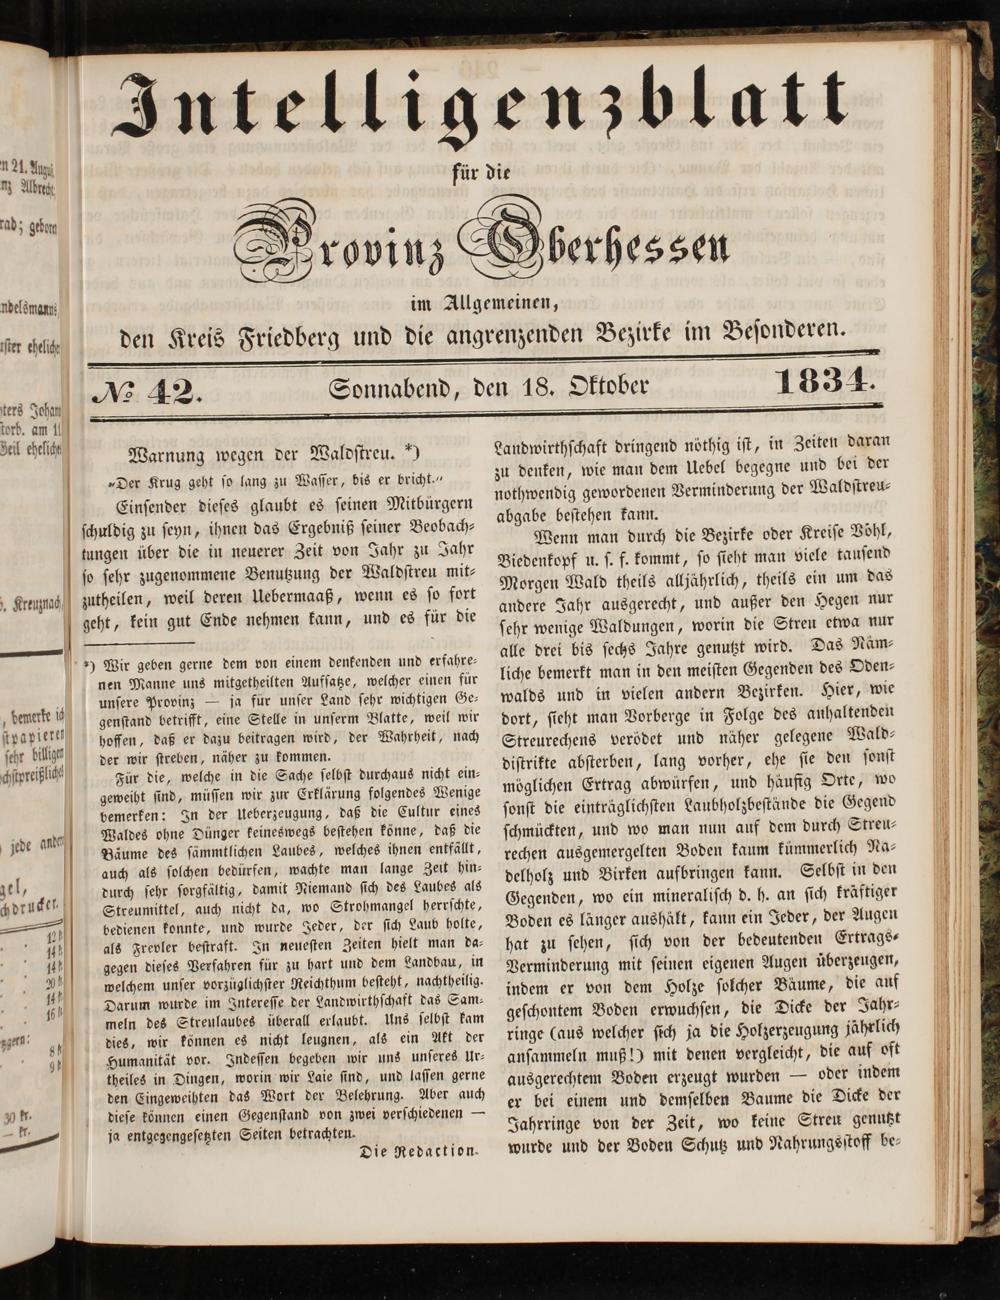 Intelligenzblatt
für die
Provinz Oberhessen
im Allgemeinen,
den Kreis Friedberg und die angrenzenden Bezirke im Besonderen.
№ 42. Sonnabend, den 18. Oktober 1834.
Warnung wegen der Waldstreu. *)
„Der Krug geht so lang zu Wasser, bis er bricht.“
Einsender dieses glaubt es seinen Mitbürgern
schuldig zu seyn, ihnen das Ergebniß seiner Beobach-
tungen über die in neuerer Zeit von Jahr zu Jahr
so sehr zugenommene Benutzung der Waldstreu mit-
zutheilen, weil deren Uebermaaß, wenn es so fort
geht, kein gut Ende nehmen kann, und es für die
*) Wir geben gerne dem von einem denkenden und erfahre-
nen Manne uns mitgetheilten Aufsatze, welcher einen für
unsere Provinz — ja für unser Land sehr wichtigen Ge-
genstand betrifft, eine Stelle in unserm Blatte, weil wir
hoffen, daß er dazu beitragen wird, der Wahrheit, nach
der wir streben, näher zu kommen.
Für die, welche in die Sache selbst durchaus nicht ein-
geweiht sind, müssen wir zur Erklärung folgendes Wenige
bemerken: In der Ueberzeugung, daß die Cultur eines
Waldes ohne Dünger keineswegs bestehen könne, daß die
Bäume des sämmtlichen Laubes, welches ihnen entfällt,
auch als solchen bedürfen, wachte man lange Zeit hin-
durch sehr sorgfältig, damit Niemand sich des Laubes als
Streumittel, auch nicht da, wo Strohmangel herrschte,
bedienen konnte, und wurde Jeder, der sich Laub holte,
als Frevler bestraft. In neuesten Zeiten hielt man da-
gegen dieses Verfahren für zu hart und dem Landbau, in
welchem unser vorzüglichster Reichthum besteht, nachtheilig.
Darum wurde im Interesse der Landwirthschaft das Sam-
meln des Streulaubes überall erlaubt. Uns selbst kam
dies, wir können es nicht leugnen, als ein Akt der
Humanität vor. Indessen begeben wir uns unseres Ur-
theiles in Dingen, worin wir Laie sind, und lassen gerne
den Eingeweihten das Wort der Belehrung. Aber auch
diese können einen Gegenstand von zwei verschiedenen —
ja entgegengesetzten Seiten betrachten.
Die Redaction.
Landwirthschaft dringend nöthig ist, in Zeiten daran
zu denken, wie man dem Uebel begegne und bei der
nothwendig gewordenen Verminderung der Waldstreu-
abgabe bestehen kann.
Wenn man durch die Bezirke oder Kreise Vöhl,
Biedenkopf u. s. f. kommt, so sieht man viele tausend
Morgen Wald theils alljährlich, theils ein um das
andere Jahr ausgerecht, und außer den Hegen nur
sehr wenige Waldungen, worin die Streu etwa nur
alle drei bis sechs Jahre genutzt wird. Das Näm-
liche bemerkt man in den meisten Gegenden des Oden-
walds und in vielen andern Bezirken. Hier, wie
dort, sieht man Vorberge in Folge des anhaltenden
Streurechens verödet und näher gelegene Wald-
distrikte absterben, lang vorher, ehe sie den sonst
möglichen Ertrag abwürfen, und häufig Orte, wo
sonst die einträglichsten Laubholzbestände die Gegend
schmückten, und wo man nun auf dem durch Streu-
rechen ausgemergelten Boden kaum kümmerlich Na-
delholz und Birken aufbringen kann. Selbst in den
Gegenden, wo ein mineralisch d. h. an sich kräftiger
Boden es länger aushält, kann ein Jeder, der Augen
hat zu sehen, sich von der bedeutenden Ertrags-
Verminderung mit seinen eigenen Augen überzeugen,
indem er von dem Holze solcher Bäume, die auf
geschontem Boden erwuchsen, die Dicke der Jahr-
ringe (aus welcher sich ja die Holzerzeugung jährlich
ansammeln muß!) mit denen vergleicht, die auf oft
ausgerechtem Boden erzeugt wurden — oder indem
er bei einem und demselben Baume die Dicke der
Jahrringe von der Zeit, wo keine Streu genutzt
wurde und der Boden Schutz und Nahrungsstoff be-